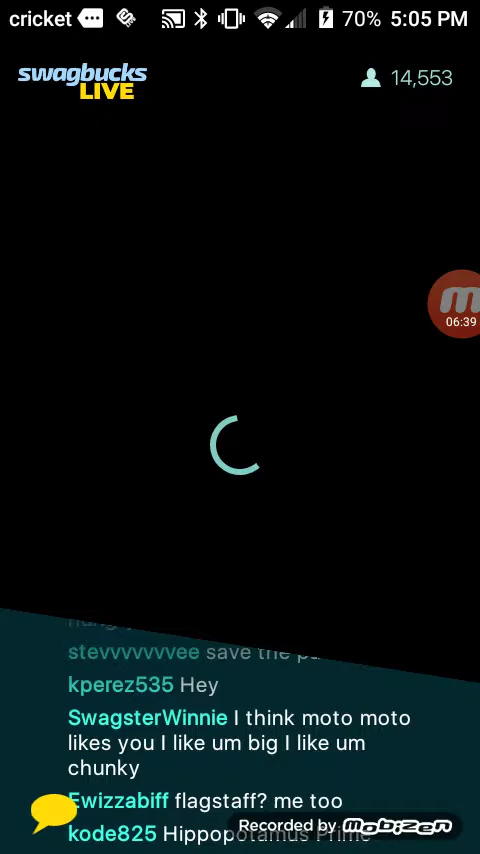 cricket 70% 5:05 PM
swagbucks 14,553
LIVE
06:39
stevvvvvvvee save the
kperez535 Hey
SwagsterWinnie I think moto moto
likes you I like um big I like um
chunky
Ewizzabiff flagstaff? me too
kode825 Hippopotamus Prime
Recorded by mobizen